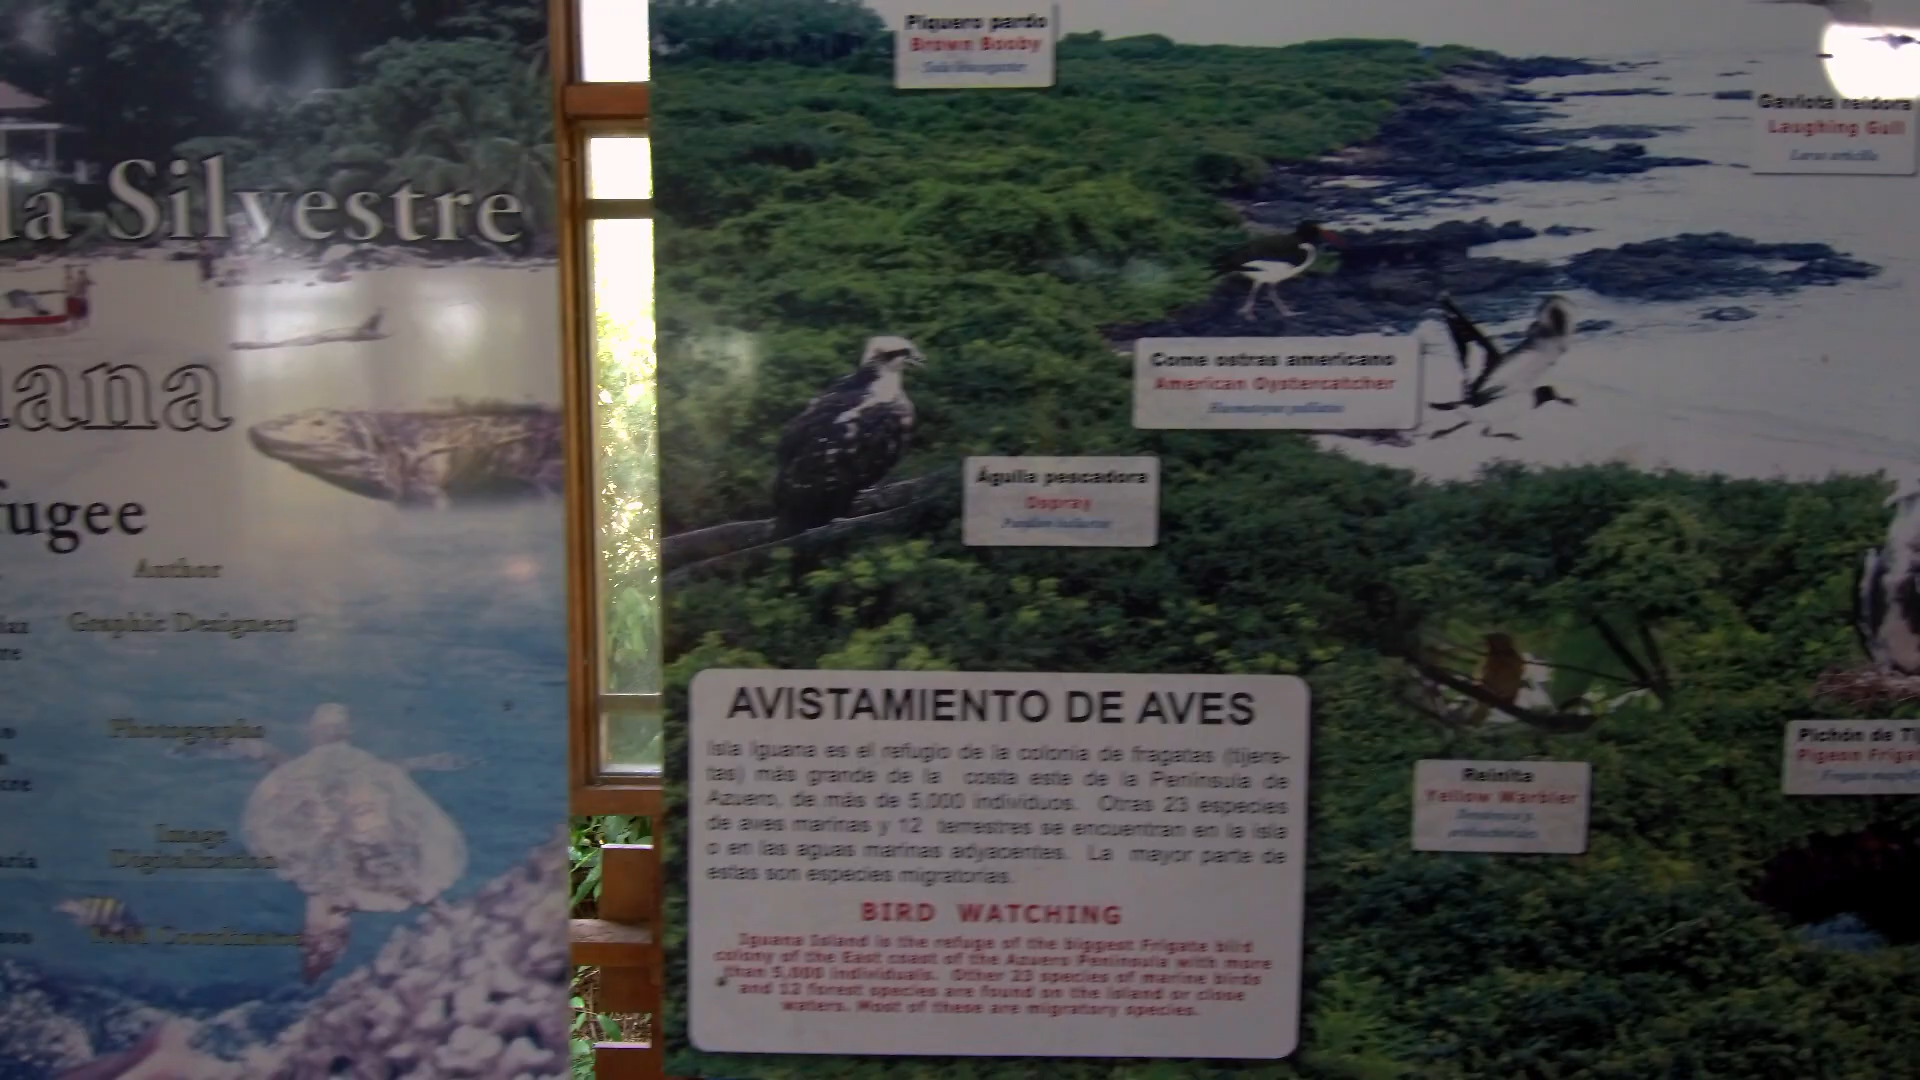 la Silvestre
uana
fugee
Author
Graphic Designers
Photographs
Image
Digitalization
Piquero pardo
Brown Booby
Gaviota reidora
Laughing Gull
Come ostras americano
American Oystercatcher
Aguila pescadora
Ospray
Reinita
Yellow Warbler
Pichón de Ti
Pigeon Frigat
AVISTAMIENTO DE AVES
Isla Iguana es el refugio de la colonia de fragatas (tijere-
tas) más grande de la costa este de la Península de
Azuero, de más de 5,000 individuos. Otras 23 especies
de aves marinas y 12 terrestres se encuentran en la isla
o en las aguas marinas adyacentes. La mayor parte de
estas son especies migratorias.
BIRD WATCHING
Iguana Island is the refuge of the biggest Frigate bird
colony of the East coast of the Azuero Peninsula with more
than 5,000 individuals. Other 23 species of marine birds
and 12 forest species are found on the island or close
waters. Most of these are migratory species.